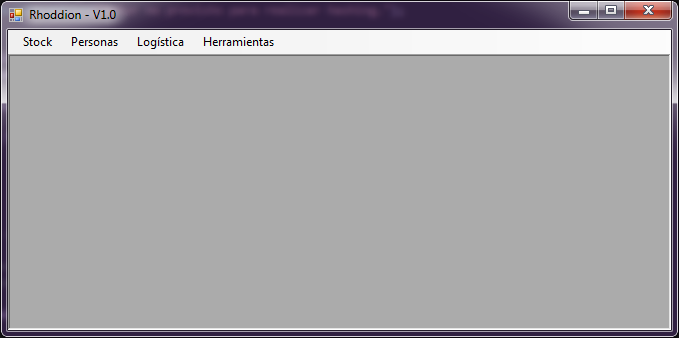 Rhoddion - V1.0
Stock Personas Logística Herramientas